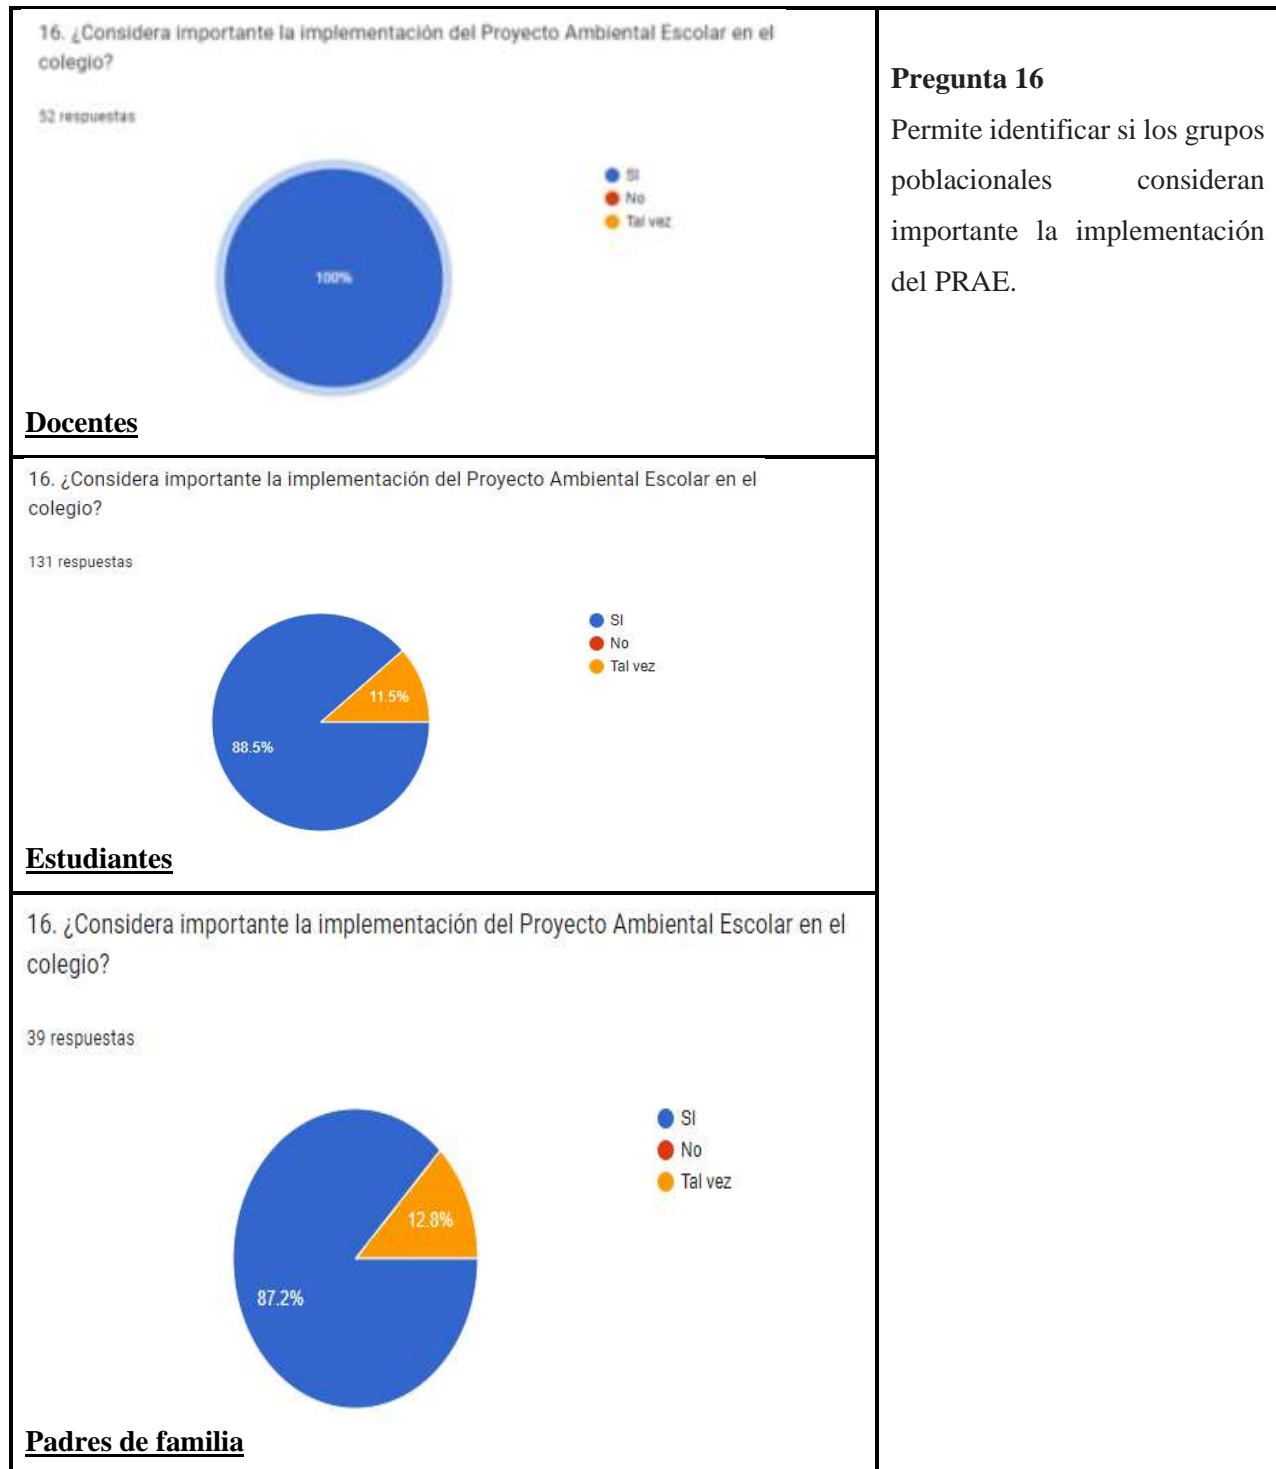 16. ¿Considera importante la implementación del Proyecto Ambiental Escolar en el
colegio?
52 respuestas
SI
No
Tal vez
100%
Docentes
Pregunta 16
Permite identificar si los grupos
poblacionales consideran
importante la implementación
del PRAE.
16. ¿Considera importante la implementación del Proyecto Ambiental Escolar en el
colegio?
131 respuestas
SI
No
Tal vez
11.5%
88.5%
Estudiantes
16. ¿Considera importante la implementación del Proyecto Ambiental Escolar en el
colegio?
39 respuestas
SI
No
Tal vez
12.8%
87.2%
Padres de familia